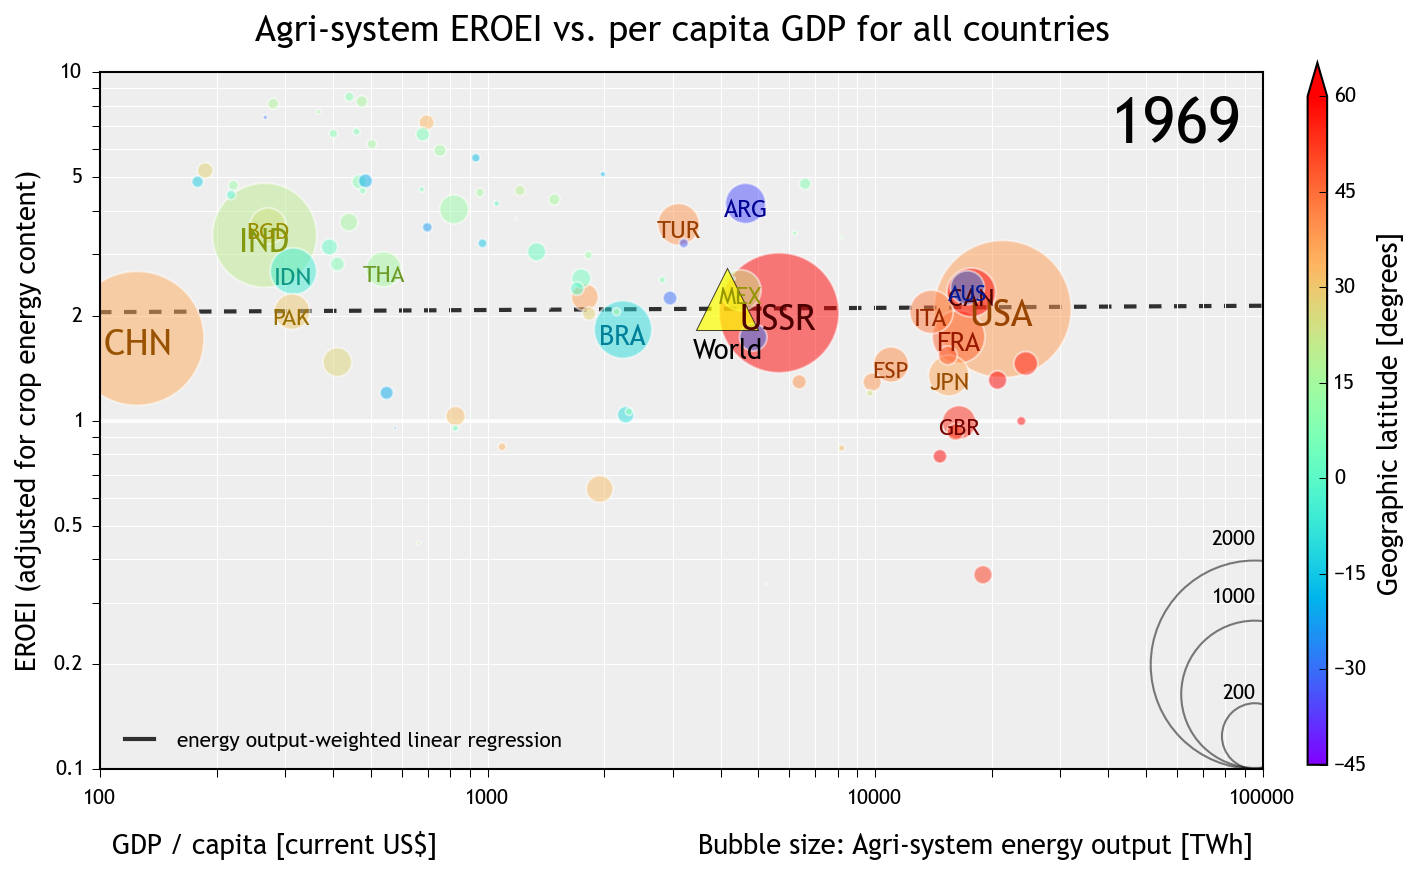 Agri-system EROEI vs. per capita GDP for all countries
1969
EROEI (adjusted for crop energy content)
10
5
2
1
0.5
0.2
0.1
ARG
TUR
BGD
IND
IDN
THA
PAK
CHN
BRA
MEX
USSR
World
AUS
CAN
USA
ITA
FRA
ESP
JPN
GBR
2000
1000
200
energy output-weighted linear regression
100
1000
10000
100000
GDP / capita [current US$]
Bubble size: Agri-system energy output [TWh]
60
45
30
15
0
−15
−30
−45
Geographic latitude [degrees]